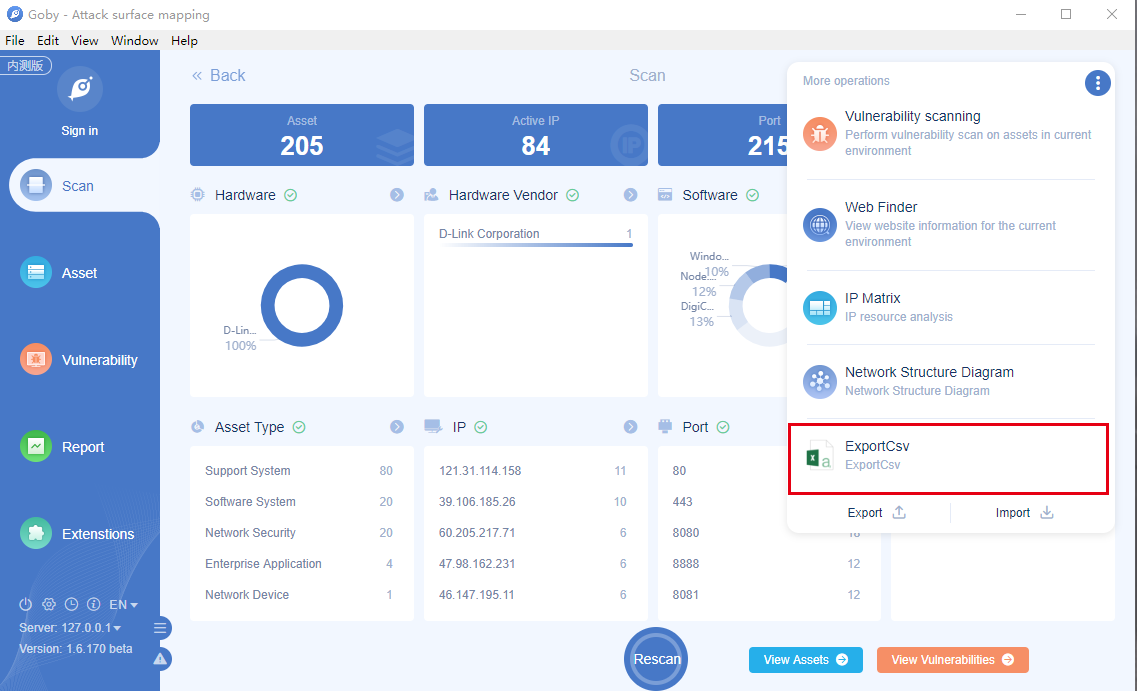 Goby - Attack surface mapping
File Edit View Window Help
内测版
Sign in
Scan
Asset
Vulnerability
Report
Extenstions
EN
Server: 127.0.0.1
Version: 1.6.170 beta
« Back
Scan
Asset
205
Active IP
84
IP
Port
215
Hardware
D-Lin...
100%
Hardware Vendor
D-Link Corporation 1
Software
Windo...
10%
Node....
12%
DigiC...
13%
Asset Type
Support System 80
Software System 20
Network Security 20
Enterprise Application 4
Network Device 1
IP
121.31.114.158 11
39.106.185.26 10
60.205.217.71 6
47.98.162.231 6
46.147.195.11 6
Port
80
443
8080
8888 12
8081 12
More operations
Vulnerability scanning
Perform vulnerability scan on assets in current
environment
Web Finder
View website information for the current
environment
IP Matrix
IP resource analysis
Network Structure Diagram
Network Structure Diagram
ExportCsv
ExportCsv
Export
Import
Rescan
View Assets
View Vulnerabilities